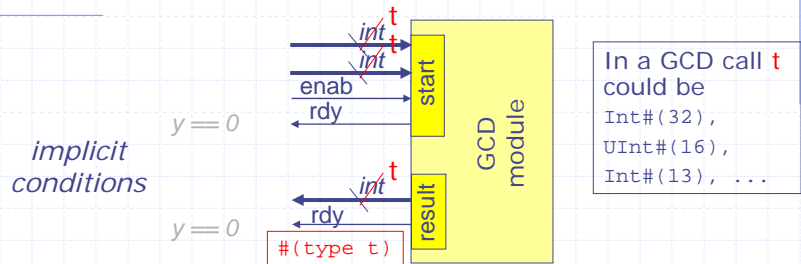 int t
int t
enab
rdy
y == 0
start
GCD
module
implicit
conditions
int t
rdy
y == 0
result
#(type t)
In a GCD call t
could be
Int#(32),
UInt#(16),
Int#(13), ...